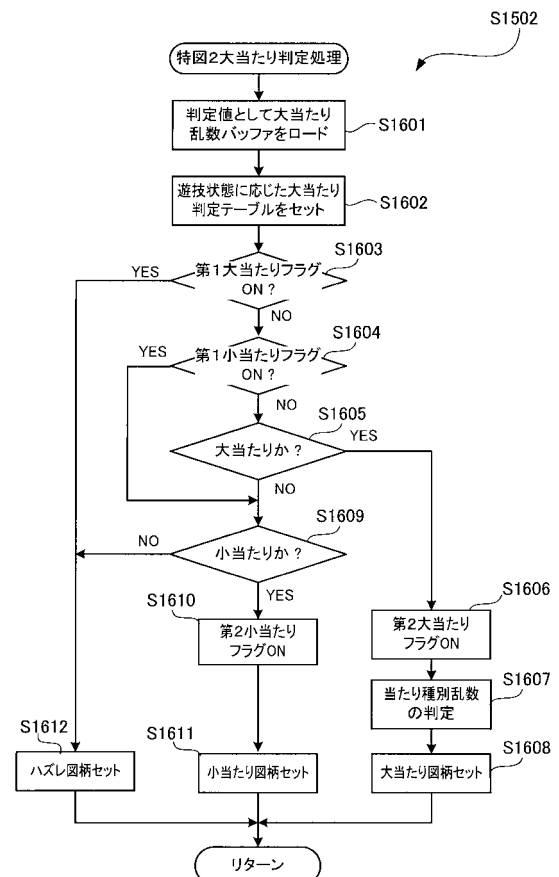 S1502
特図2大当たり判定処理
判定値として大当たり
乱数バッファをロード
S1601
遊技状態に応じた大当たり
判定テーブルをセット
S1602
第1大当たりフラグ
ON？
S1603
YES
NO
第1小当たりフラグ
ON？
S1604
YES
NO
大当たりか？
S1605
YES
NO
小当たりか？
S1609
NO
YES
S1610
第2小当たり
フラグON
S1606
第2大当たり
フラグON
S1607
当たり種別乱数
の判定
S1612
ハズレ図柄セット
S1611
小当たり図柄セット
S1608
大当たり図柄セット
リターン